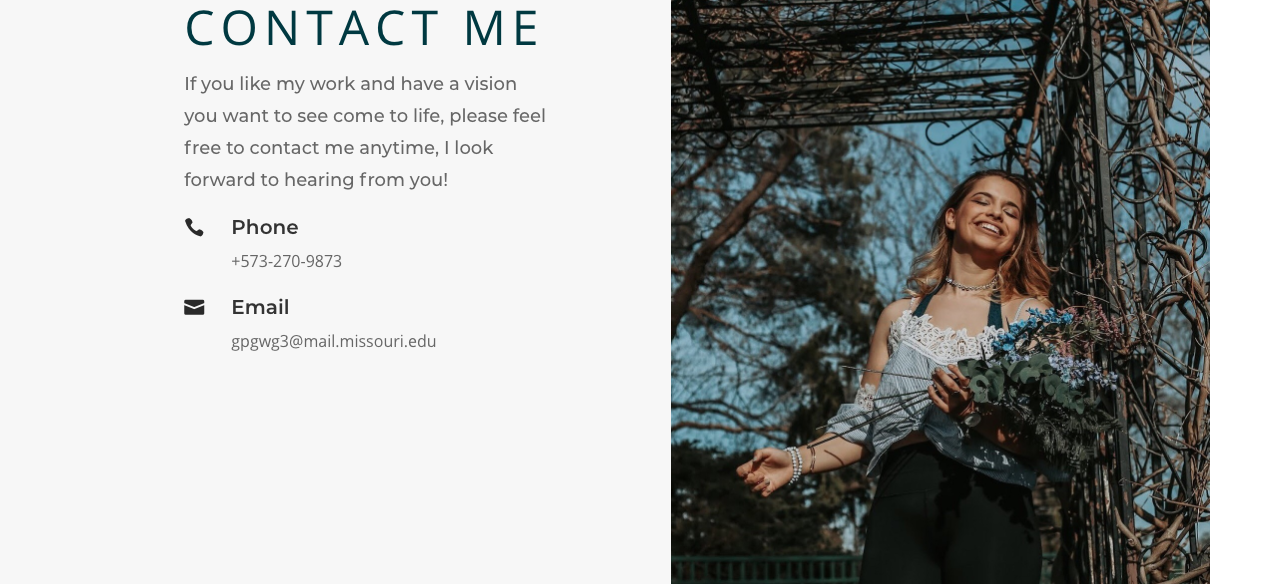 CONTACT ME
If you like my work and have a vision
you want to see come to life, please feel
free to contact me anytime, I look
forward to hearing from you!
Phone
+573-270-9873
Email
gpgwg3@mail.missouri.edu